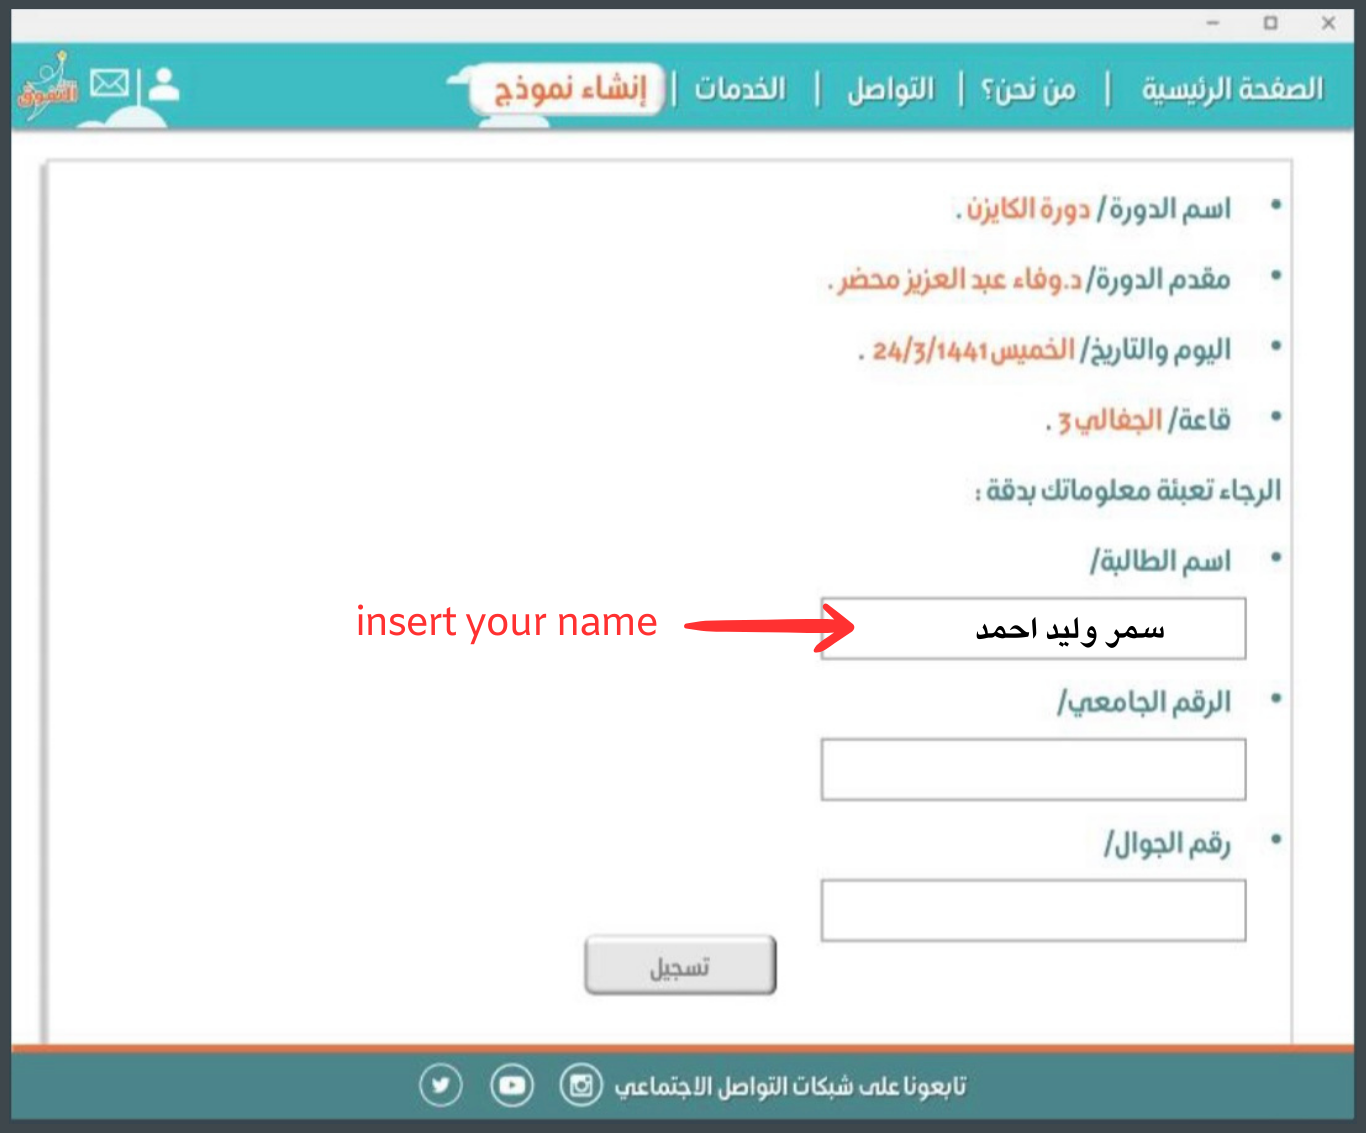 الصفحة الرئيسية | من نحن؟ | التواصل | الخدمات | إنشاء نموذج
التسوق
• اسم الدورة/ دورة الكايزن .
• مقدم الدورة/ د.وفاء عبد العزيز محضر .
• اليوم والتاريخ/ الخميس 24/3/1441 .
• قاعة/ الجفالي 3 .
الرجاء تعبئة معلوماتك بدقة :
• اسم الطالبة/
insert your name
سمر وليد احمد
• الرقم الجامعي/
• رقم الجوال/
تسجيل
تابعونا على شبكات التواصل الاجتماعي